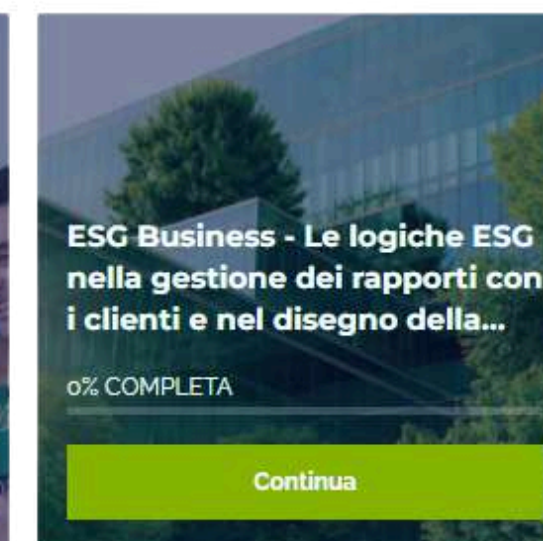 ESG Business - Le logiche ESG
nella gestione dei rapporti con
i clienti e nel disegno della...
0% COMPLETA
Continua